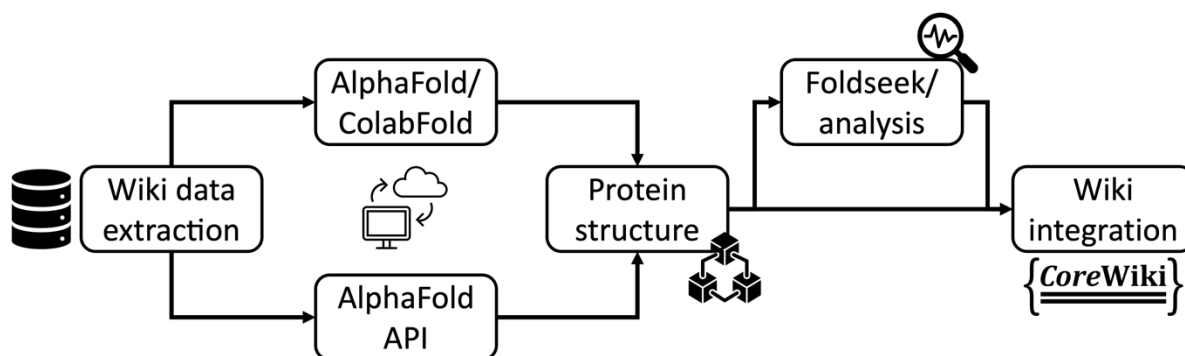 Wiki data
extraction
AlphaFold/
ColabFold
AlphaFold
API
Protein
structure
Foldseek/
analysis
Wiki
integration
{CoreWiki}